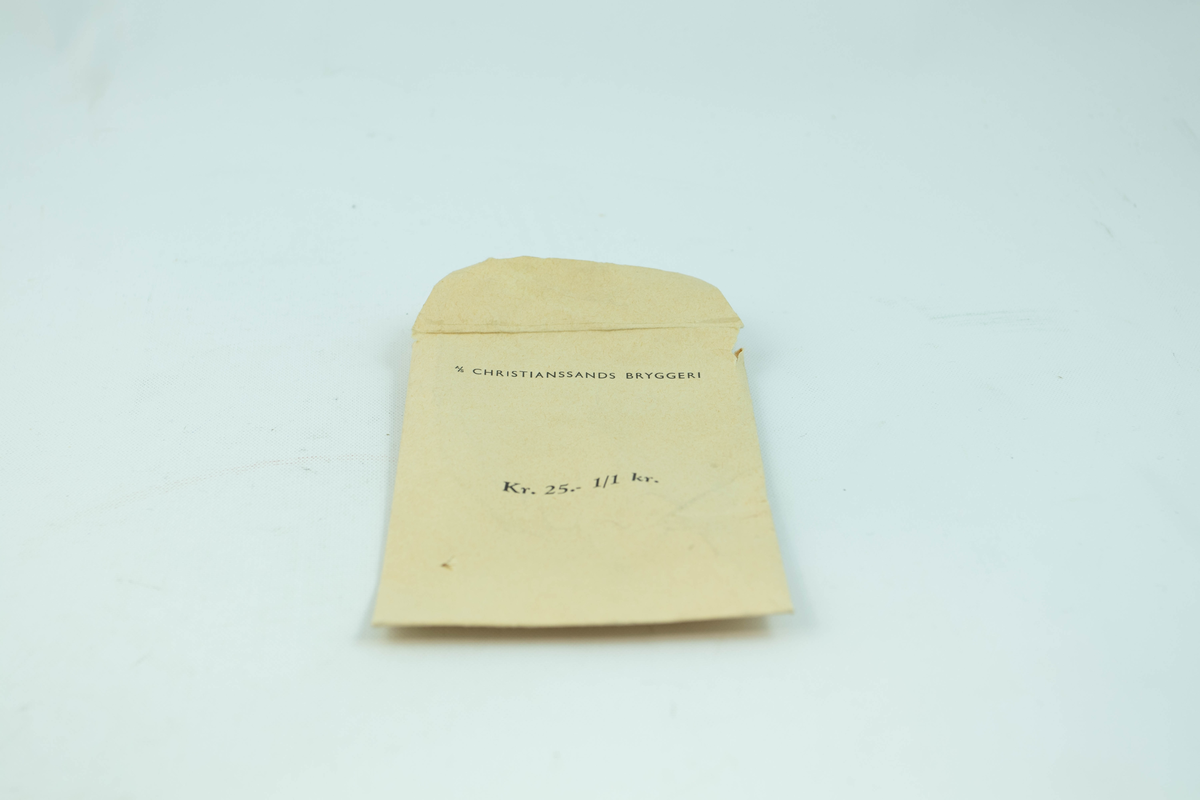 A/S CHRISTIANSSANDS BRYGGERI
Kr. 25.- 1/1 kr.